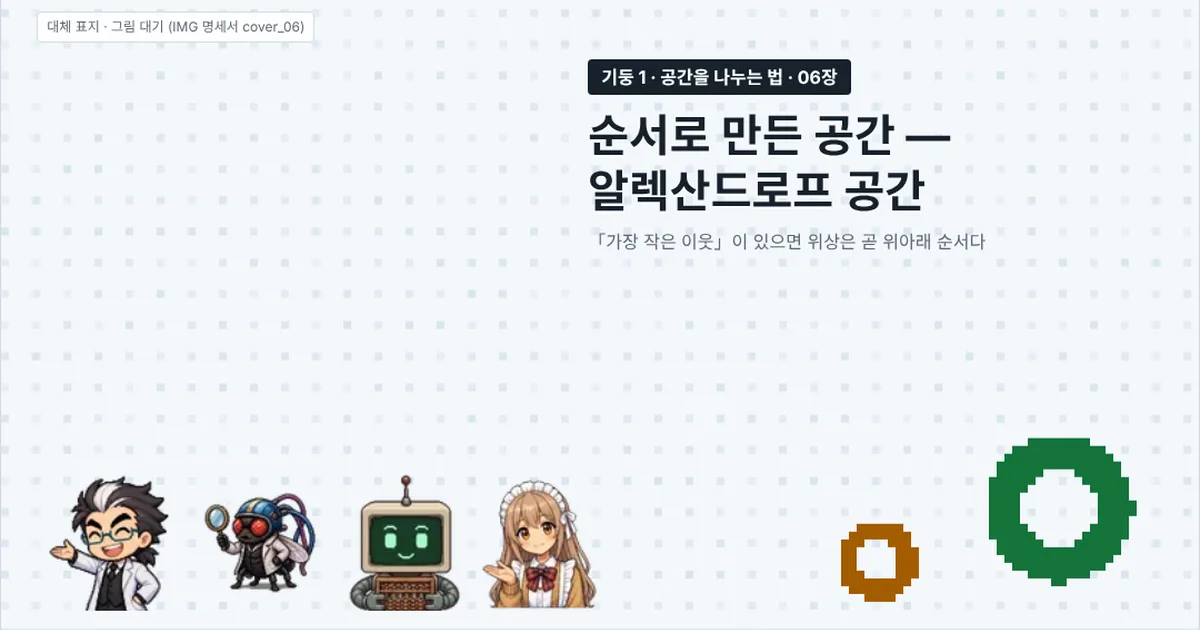 대체 표지 · 그림 대기 (IMG 명세서 cover_06)
기둥 1 · 공간을 나누는 법 · 06장
순서로 만든 공간 —
알렉산드로프 공간
「가장 작은 이웃」이 있으면 위상은 곧 위아래 순서다